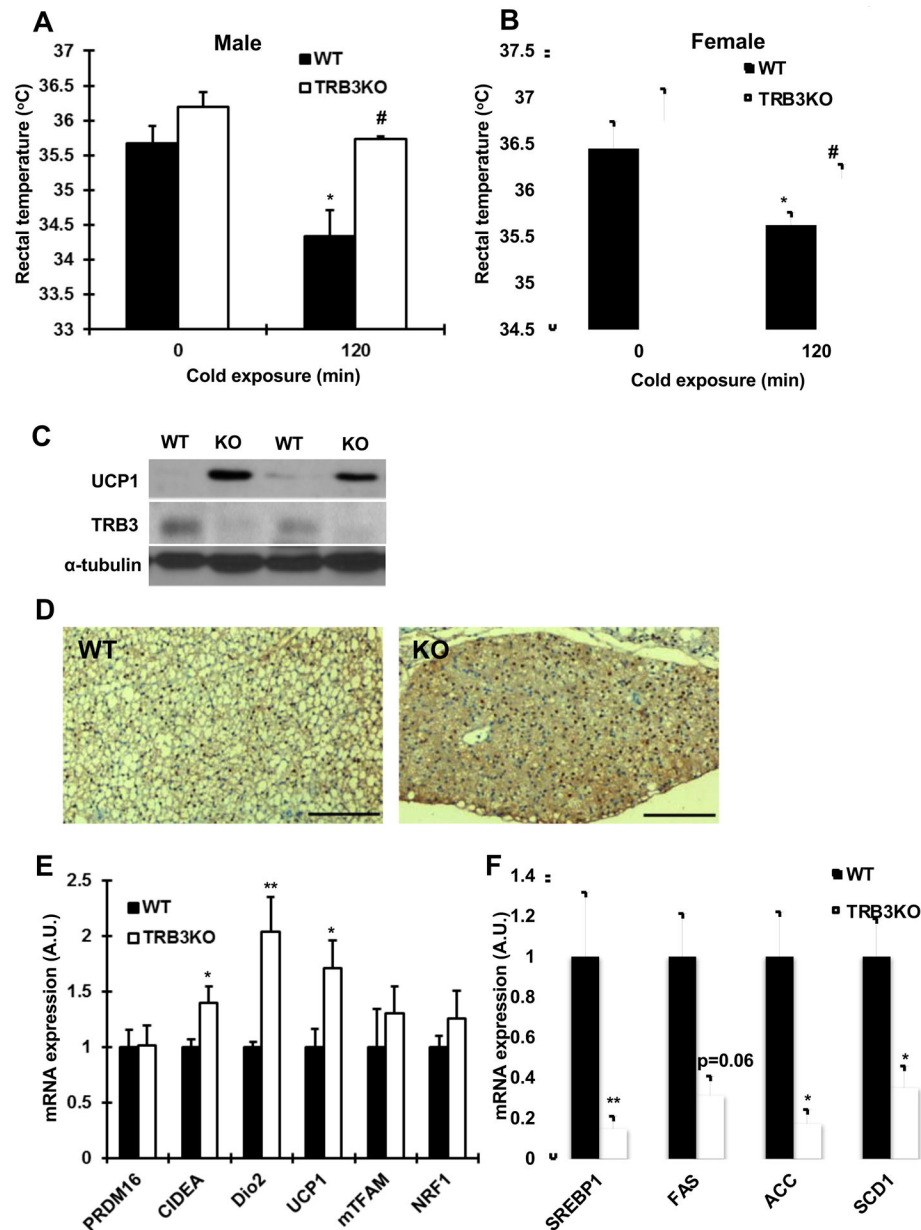 A
Male
WT
TRB3KO
Rectal temperature (°C)
37
36.5
36
35.5
35
34.5
34
33.5
33
*
#
0
120
Cold exposure (min)
B
Female
WT
TRB3KO
Rectal temperature (°C)
37.5
37
36.5
36
35.5
35
34.5
*
#
0
120
Cold exposure (min)
C
WT KO WT KO
UCP1
TRB3
α-tubulin
D
WT
KO
E
WT
TRB3KO
mRNA expression (A.U.)
2.5
2
1.5
1
0.5
0
*
**
*
PRDM16
CIDEA
Dio2
UCP1
mTFAM
NRF1
F
WT
TRB3KO
mRNA expression (A.U.)
1.4
1.2
1
0.8
0.6
0.4
0.2
0
**
p=0.06
*
*
SREBP1
FAS
ACC
SCD1